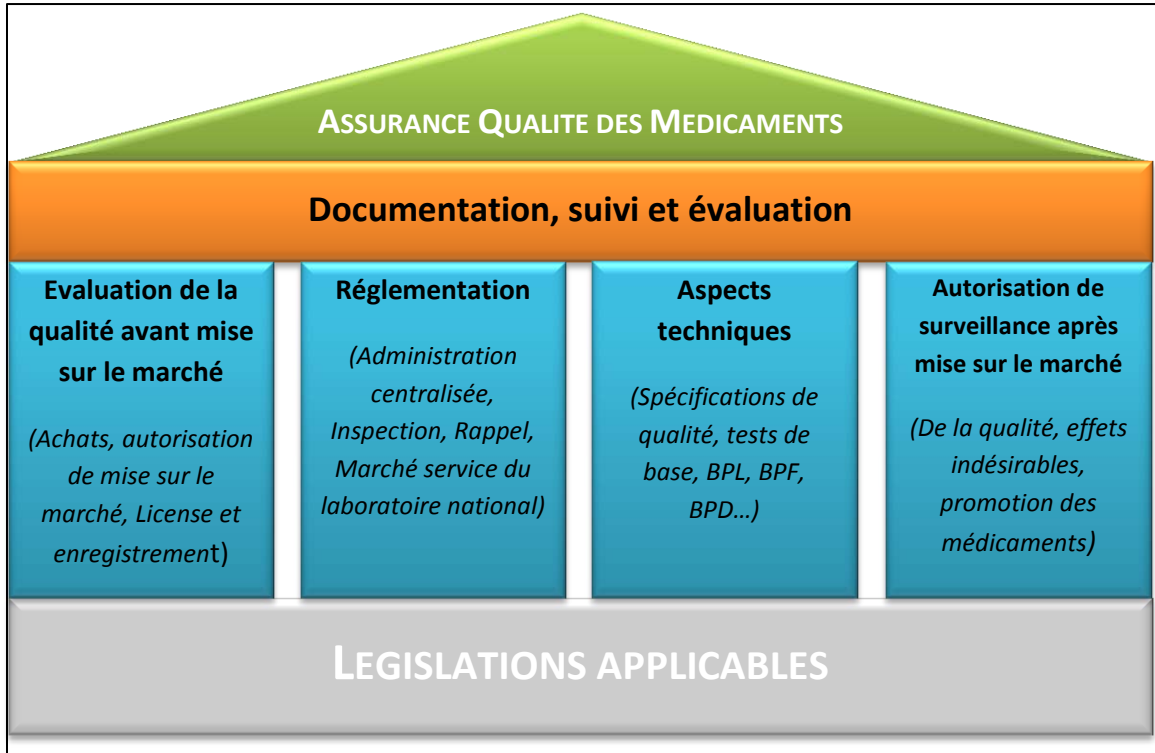 ASSURANCE QUALITE DES MEDICAMENTS
Documentation, suivi et évaluation
Evaluation de la
qualité avant mise
sur le marché
(Achats, autorisation
de mise sur le
marché, License et
enregistrement)
Réglementation
(Administration
centralisée,
Inspection, Rappel,
Marché service du
laboratoire national)
Aspects
techniques
(Spécifications de
qualité, tests de
base, BPL, BPF,
BPD...)
Autorisation de
surveillance après
mise sur le marché
(De la qualité, effets
indésirables,
promotion des
médicaments)
LEGISLATIONS APPLICABLES